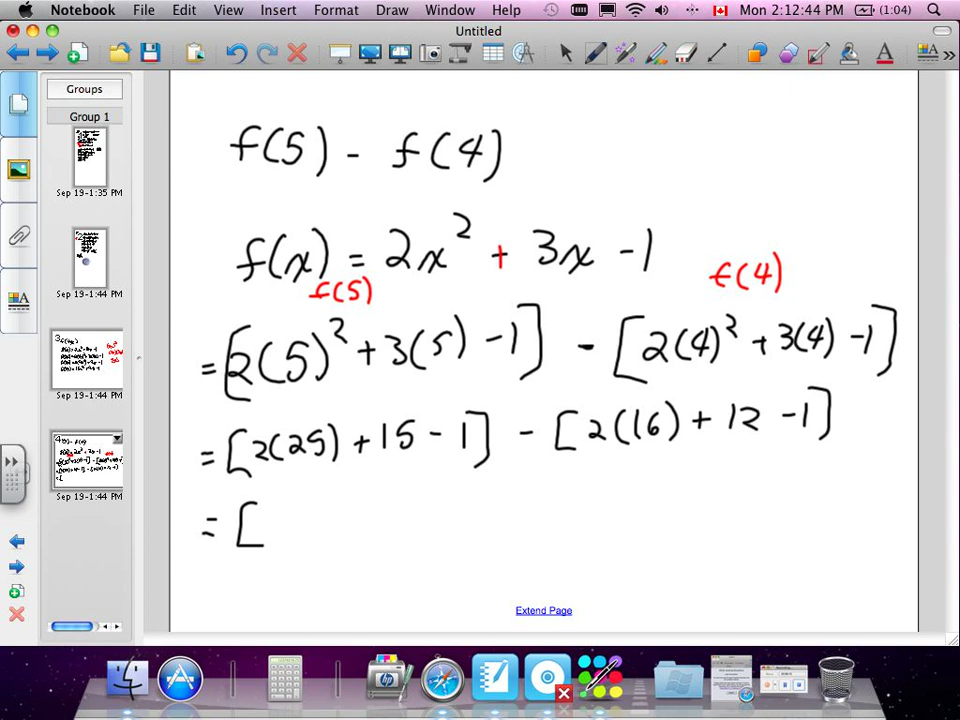 Notebook File Edit View Insert Format Draw Window Help Mon 2:12:44 PM (1:04)
Untitled
Groups
Group 1
Sep 19-1:35 PM
Sep 19-1:44 PM
Sep 19-1:44 PM
Sep 19-1:44 PM
f(5) - f(4)
f(x) = 2x² + 3x - 1
f(5) f(4)
= [2(5)² + 3(5) - 1] - [2(4)² + 3(4) - 1]
= [2(25) + 15 - 1] - [2(16) + 12 - 1]
= [
Extend Page